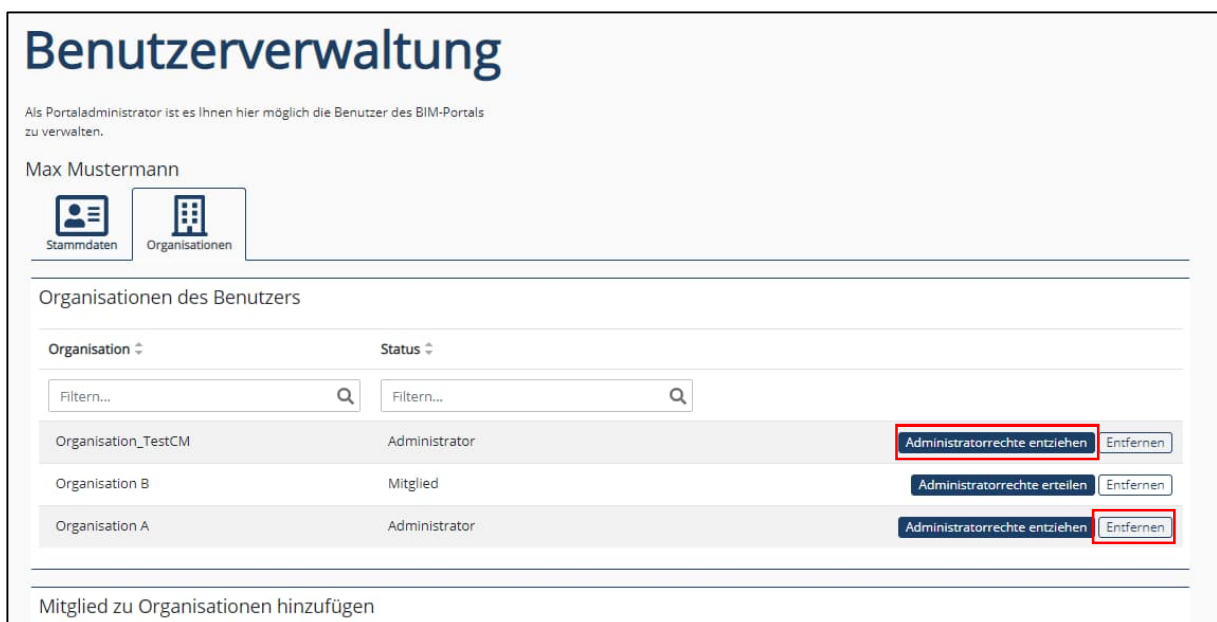 Benutzerverwaltung
Als Portaladministrator ist es Ihnen hier möglich die Benutzer des BIM-Portals
zu verwalten.
Max Mustermann
Stammdaten Organisationen
Organisationen des Benutzers
Organisation Status
Filtern... Filtern...
Organisation_TestCM Administrator Administratorrechte entziehen Entfernen
Organisation B Mitglied Administratorrechte erteilen Entfernen
Organisation A Administrator Administratorrechte entziehen Entfernen
Mitglied zu Organisationen hinzufügen